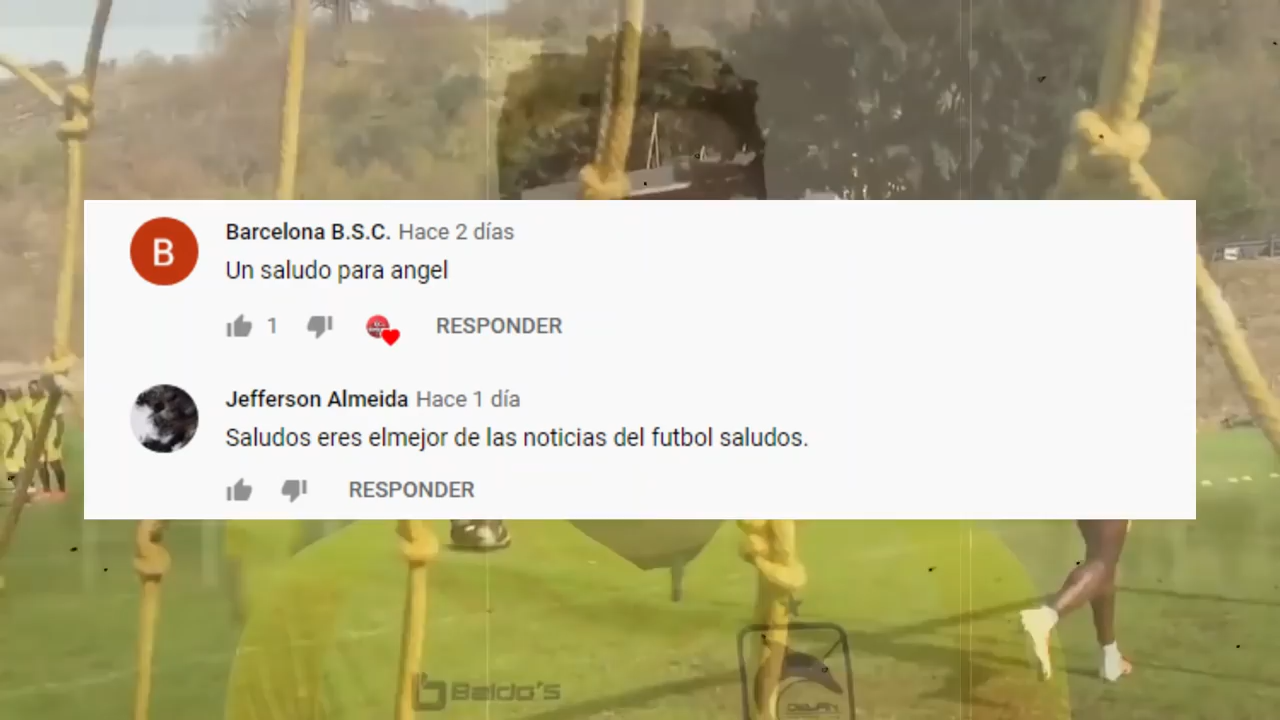 B
Barcelona B.S.C. Hace 2 días
Un saludo para angel
1
RESPONDER
Jefferson Almeida Hace 1 día
Saludos eres elmejor de las noticias del futbol saludos.
RESPONDER
Baldo's